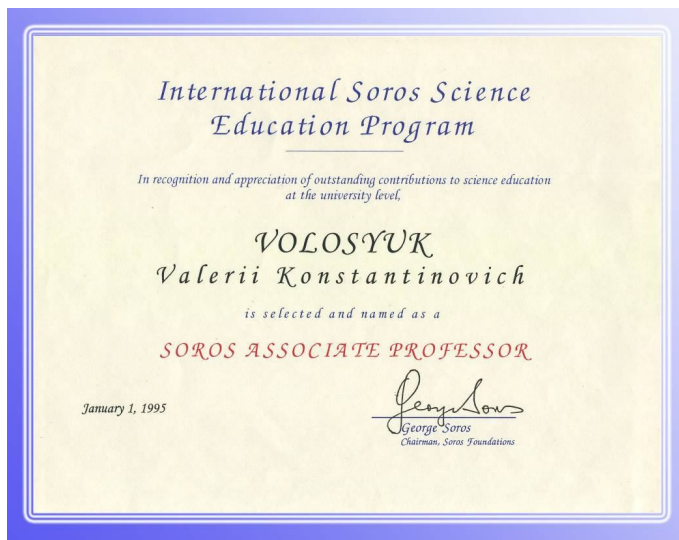 International Soros Science
Education Program
In recognition and appreciation of outstanding contributions to science education
at the university level,
VOLOSYUK
Valerii Konstantinovich
is selected and named as a
SOROS ASSOCIATE PROFESSOR
January 1, 1995
George Soros
George Soros
Chairman, Soros Foundations